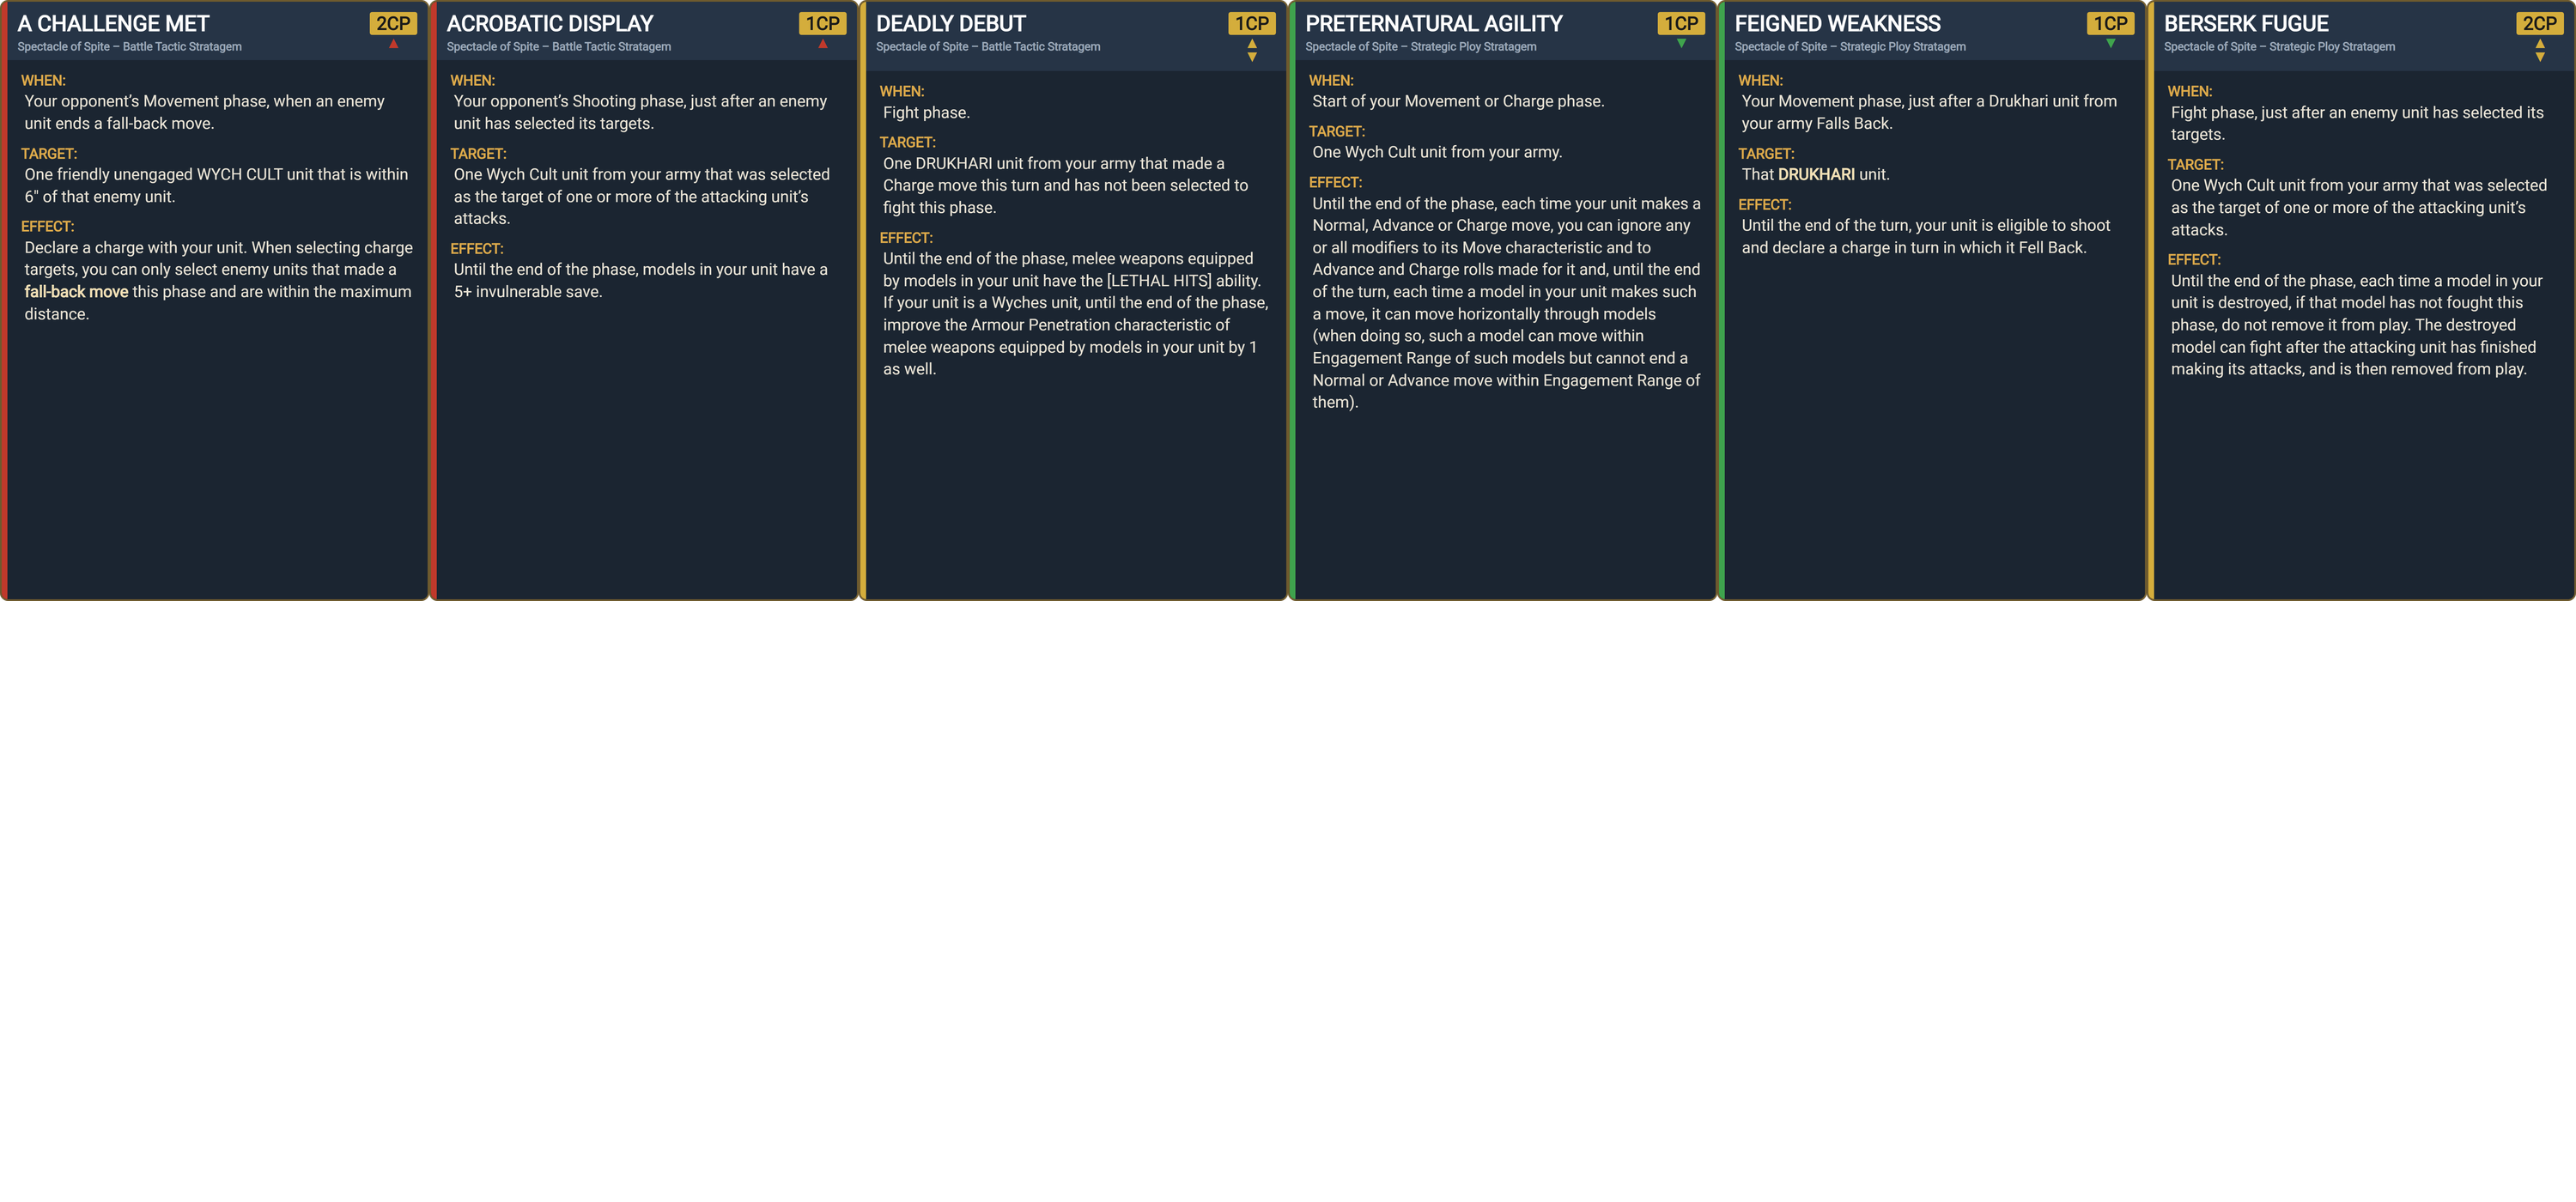 A CHALLENGE MET
2CP
Spectacle of Spite – Battle Tactic Stratagem
▲
WHEN:
Your opponent’s Movement phase, when an enemy
unit ends a fall-back move.
TARGET:
One friendly unengaged WYCH CULT unit that is within
6" of that enemy unit.
EFFECT:
Declare a charge with your unit. When selecting charge
targets, you can only select enemy units that made a
fall-back move this phase and are within the maximum
distance.
ACROBATIC DISPLAY
1CP
Spectacle of Spite – Battle Tactic Stratagem
▲
WHEN:
Your opponent’s Shooting phase, just after an enemy
unit has selected its targets.
TARGET:
One Wych Cult unit from your army that was selected
as the target of one or more of the attacking unit’s
attacks.
EFFECT:
Until the end of the phase, models in your unit have a
5+ invulnerable save.
DEADLY DEBUT
1CP
Spectacle of Spite – Battle Tactic Stratagem
▲
▼
WHEN:
Fight phase.
TARGET:
One DRUKHARI unit from your army that made a
Charge move this turn and has not been selected to
fight this phase.
EFFECT:
Until the end of the phase, melee weapons equipped
by models in your unit have the [LETHAL HITS] ability.
If your unit is a Wyches unit, until the end of the phase,
improve the Armour Penetration characteristic of
melee weapons equipped by models in your unit by 1
as well.
PRETERNATURAL AGILITY
1CP
Spectacle of Spite – Strategic Ploy Stratagem
▼
WHEN:
Start of your Movement or Charge phase.
TARGET:
One Wych Cult unit from your army.
EFFECT:
Until the end of the phase, each time your unit makes a
Normal, Advance or Charge move, you can ignore any
or all modifiers to its Move characteristic and to
Advance and Charge rolls made for it and, until the end
of the turn, each time a model in your unit makes such
a move, it can move horizontally through models
(when doing so, such a model can move within
Engagement Range of such models but cannot end a
Normal or Advance move within Engagement Range of
them).
FEIGNED WEAKNESS
1CP
Spectacle of Spite – Strategic Ploy Stratagem
▼
WHEN:
Your Movement phase, just after a Drukhari unit from
your army Falls Back.
TARGET:
That DRUKHARI unit.
EFFECT:
Until the end of the turn, your unit is eligible to shoot
and declare a charge in turn in which it Fell Back.
BERSERK FUGUE
2CP
Spectacle of Spite – Strategic Ploy Stratagem
▲
▼
WHEN:
Fight phase, just after an enemy unit has selected its
targets.
TARGET:
One Wych Cult unit from your army that was selected
as the target of one or more of the attacking unit’s
attacks.
EFFECT:
Until the end of the phase, each time a model in your
unit is destroyed, if that model has not fought this
phase, do not remove it from play. The destroyed
model can fight after the attacking unit has finished
making its attacks, and is then removed from play.